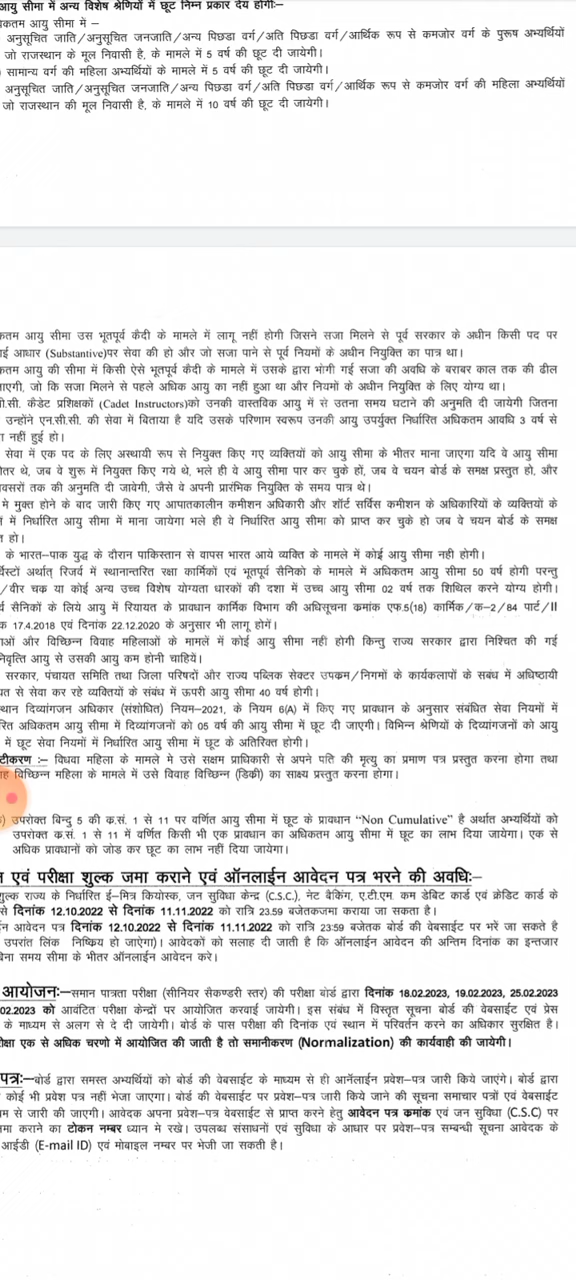 आयु सीमा में अन्य विशेष श्रेणियों में छूट निम्न प्रकार देय होगीः–
कतम आयु सीमा में –
अनुसूचित जाति/अनुसूचित जनजाति/अन्य पिछडा वर्ग/अति पिछडा वर्ग/आर्थिक रूप से कमजोर वर्ग के पुरूष अभ्यर्थियों
जो राजस्थान के मूल निवासी है, के मामले में 5 वर्ष की छूट दी जायेगी।
सामान्य वर्ग की महिला अभ्यर्थियों के मामले में 5 वर्ष की छूट दी जायेगी।
अनुसूचित जाति/अनुसूचित जनजाति/अन्य पिछडा वर्ग/अति पिछडा वर्ग/आर्थिक रूप से कमजोर वर्ग की महिला अभ्यर्थियों
जो राजस्थान की मूल निवासी है, के मामले में 10 वर्ष की छूट दी जायेगी।
कतम आयु सीमा उस भूतपूर्व कैदी के मामले में लागू नहीं होगी जिसने सजा मिलने से पूर्व सरकार के अधीन किसी पद पर
ई आधार (Substantive)पर सेवा की हो और जो सजा पाने से पूर्व नियमों के अधीन नियुक्ति का पात्र था।
कतम आयु की सीमा में किसी ऐसे भूतपूर्व कैदी के मामले में उसके द्वारा भोगी गई सजा की अवधि के बराबर काल तक की ढील
ाएगी, जो कि सजा मिलने से पहले अधिक आयु का नहीं हुआ था और नियमों के अधीन नियुक्ति के लिए योग्य था।
ी.सी. कैडेट प्रशिक्षकों (Cadet Instructors)को उनकी वास्तविक आयु में से उतना समय घटाने की अनुमति दी जायेगी जितना
उन्होंने एन.सी.सी. की सेवा में बिताया है यदि उसके परिणाम स्वरूप उनकी आयु उपर्युक्त निर्धारित अधिकतम आवधि 3 वर्ष से
ा नहीं हुई हो।
सेवा में एक पद के लिए अस्थायी रूप से नियुक्त किए गए व्यक्तियों को आयु सीमा के भीतर माना जाएगा यदि वे आयु सीमा
ीतर थे, जब वे शुरू में नियुक्त किए गये थे, भले ही वे आयु सीमा पार कर चुके हों, जब वे चयन बोर्ड के समक्ष प्रस्तुत हो, और
वसरों तक की अनुमति दी जावेगी, जैसे वे अपनी प्रारंभिक नियुक्ति के समय पात्र थे।
मे मुक्त होने के बाद जारी किए गए आपातकालीन कमीशन अधिकारी और शॉर्ट सर्विस कमीशन के अधिकारियों के व्यक्तियों के
में निर्धारित आयु सीमा में माना जायेगा भले ही वे निर्धारित आयु सीमा को प्राप्त कर चुके हो जब वे चयन बोर्ड के समक्ष
त हो।
के भारत–पाक युद्ध के दौरान पाकिस्तान से वापस भारत आये व्यक्ति के मामले में कोई आयु सीमा नही होगी।
र्विस्टों अर्थात् रिजर्व में स्थानान्तरित रक्षा कार्मिकों एवं भूतपूर्व सैनिको के मामले में अधिकतम आयु सीमा 50 वर्ष होगी परन्तु
/वीर चक्र या कोई अन्य उच्च विशेष योग्यता धारकों की दशा में उच्च आयु सीमा 02 वर्ष तक शिथिल करने योग्य होगी।
र्व सैनिकों के लिये आयु में रियायत के प्रावधान कार्मिक विभाग की अधिसूचना क्रमांक एफ.5(18) कार्मिक/क–2/84 पार्ट/II
क 17.4.2018 एवं दिनांक 22.12.2020 के अनुसार भी लागू होगें।
ाओं और विच्छिन्न विवाह महिलाओं के मामलें में कोई आयु सीमा नही होगी किन्तु राज्य सरकार द्वारा निश्चित की गई
निवृत्ति आयु से उसकी आयु कम होनी चाहिये।
सरकार, पंचायत समिति तथा जिला परिषदों और राज्य पब्लिक सेक्टर उपक्रम/निगमों के कार्यकलापों के सबंध में अधिष्ठायी
यत से सेवा कर रहे व्यक्तियों के संबंध में ऊपरी आयु सीमा 40 वर्ष होगी।
स्थान दिव्यांगजन अधिकार (संशोधित) नियम–2021, के नियम 6(A) में किए गए प्रावधान के अनुसार संबंधित सेवा नियमों में
रित अधिकतम आयु सीमा में दिव्यांगजनों को 05 वर्ष की आयु सीमा में छूट दी जाएगी। विभिन्न श्रेणियों के दिव्यांगजनों को आयु
में छूट सेवा नियमों में निर्धारित आयु सीमा में छूट के अतिरिक्त होगी।
टीकरण :– विधवा महिला के मामले मे उसे सक्षम प्राधिकारी से अपने पति की मृत्यु का प्रमाण पत्र प्रस्तुत करना होगा तथा
ाह विच्छिन्न महिला के मामले में उसे विवाह विच्छिन्न (डिक्री) का साक्ष्य प्रस्तुत करना होगा।
) उपरोक्त बिन्दु 5 की क्र.सं. 1 से 11 पर वर्णित आयु सीमा में छूट के प्रावधान “Non Cumulative” है अर्थात अभ्यर्थियों को
उपरोक्त क्र.सं. 1 से 11 में वर्णित किसी भी एक प्रावधान का अधिकतम आयु सीमा में छूट का लाभ दिया जायेगा। एक से
अधिक प्रावधानों को जोड कर छूट का लाभ नहीं दिया जायेगा।
एवं परीक्षा शुल्क जमा कराने एवं ऑनलाईन आवेदन पत्र भरने की अवधिः–
शुल्क राज्य के निर्धारित ई–मित्र कियोस्क, जन सुविधा केन्द्र (C.S.C.), नेट बैकिंग, ए.टी.एम. कम डेबिट कार्ड एवं क्रेडिट कार्ड के
से दिनांक 12.10.2022 से दिनांक 11.11.2022 को रात्रि 23.59 बजेतकजमा कराया जा सकता है।
न आवेदन पत्र दिनांक 12.10.2022 से दिनांक 11.11.2022 को रात्रि 23:59 बजेतक बोर्ड की वेबसाईट पर भरें जा सकते है
उपरांत लिंक निष्क्रिय हो जाएगा)। आवेदकों को सलाह दी जाती है कि ऑनलाईन आवेदन की अन्तिम दिनांक का इन्तजार
बिना समय सीमा के भीतर ऑनलाईन आवेदन करे।
आयोजनः–समान पात्रता परीक्षा (सीनियर सैकण्डरी स्तर) की परीक्षा बोर्ड द्वारा दिनांक 18.02.2023, 19.02.2023, 25.02.2023
02.2023 को आवंटित परीक्षा केन्द्रों पर आयोजित करवाई जायेगी। इस संबंध में विस्तृत सूचना बोर्ड की वेबसाईट एवं प्रेस
के माध्यम से अलग से दे दी जायेगी। बोर्ड के पास परीक्षा की दिनांक एवं स्थान में परिवर्तन करने का अधिकार सुरक्षित है।
ीक्षा एक से अधिक चरणो में आयोजित की जाती है तो समानीकरण (Normalization) की कार्यवाही की जायेगी।
पत्रः–बोर्ड द्वारा समस्त अभ्यर्थियों को बोर्ड की वेबसाईट के माध्यम से ही आनॅलाईन प्रवेश–पत्र जारी किये जाएंगे। बोर्ड द्वारा
कोई भी प्रवेश पत्र नहीं भेजा जाएगा। बोर्ड की वेबसाईट पर प्रवेश–पत्र जारी किये जाने की सूचना समाचार पत्रों एवं वेबसाईट
म से जारी की जाएगी। आवेदक अपना प्रवेश–पत्र वेबसाईट से प्राप्त करने हेतु आवेदन पत्र क्रमांक एवं जन सुविधा (C.S.C) पर
मा कराने का टोकन नम्बर ध्यान मे रखे। उपलब्ध संसाधनों एवं सुविधा के आधार पर प्रवेश–पत्र सम्बन्धी सूचना आवेदक के
आईडी (E-mail ID) एवं मोबाइल नम्बर पर भेजी जा सकती है।